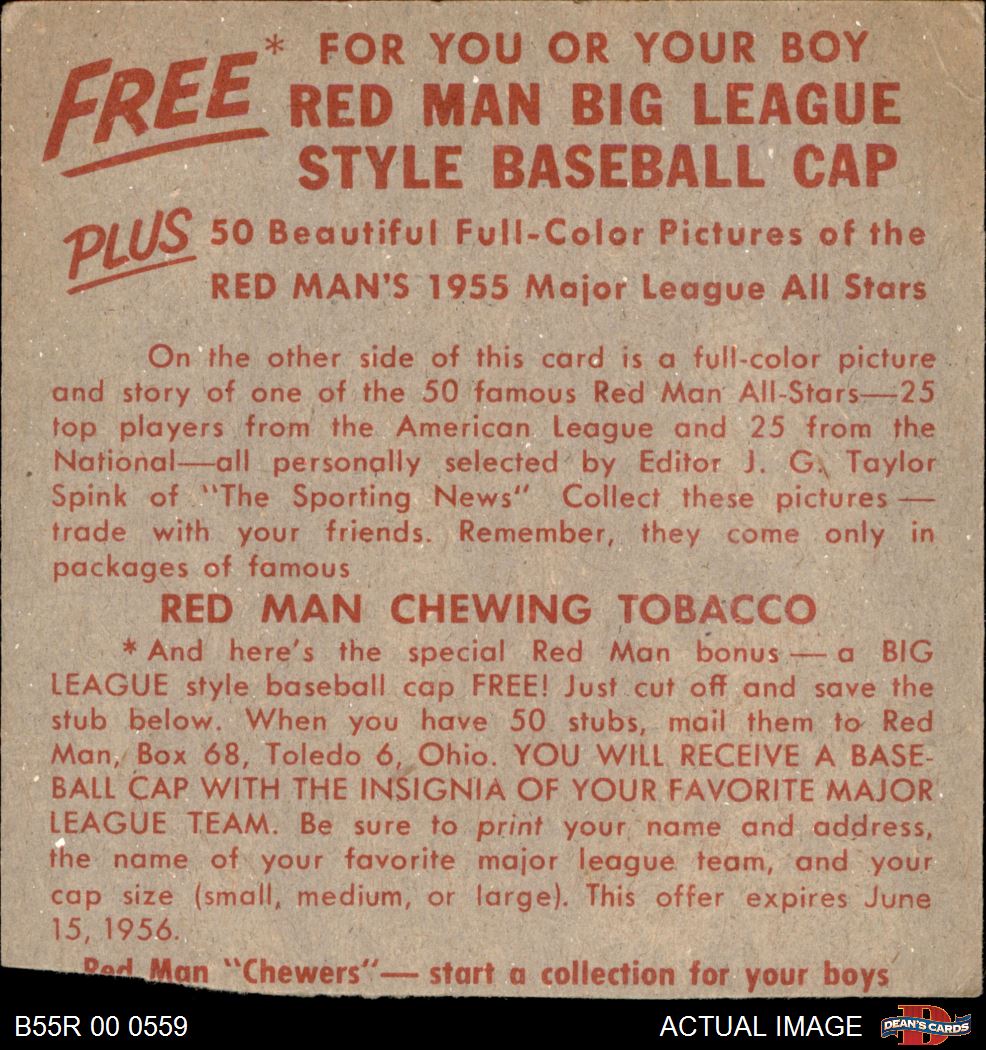 FREE* FOR YOU OR YOUR BOY
RED MAN BIG LEAGUE
STYLE BASEBALL CAP
PLUS 50 Beautiful Full-Color Pictures of the
RED MAN'S 1955 Major League All Stars
On the other side of this card is a full-color picture
and story of one of the 50 famous Red Man All-Stars—25
top players from the American League and 25 from the
National—all personally selected by Editor J. G. Taylor
Spink of "The Sporting News" Collect these pictures—
trade with your friends. Remember, they come only in
packages of famous
RED MAN CHEWING TOBACCO
* And here's the special Red Man bonus — a BIG
LEAGUE style baseball cap FREE! Just cut off and save the
stub below. When you have 50 stubs, mail them to Red
Man, Box 68, Toledo 6, Ohio. YOU WILL RECEIVE A BASE-
BALL CAP WITH THE INSIGNIA OF YOUR FAVORITE MAJOR
LEAGUE TEAM. Be sure to print your name and address,
the name of your favorite major league team, and your
cap size (small, medium, or large). This offer expires June
15, 1956.
Red Man "Chewers"— start a collection for your boys
B55R 00 0559 ACTUAL IMAGE DEAN'S CARDS